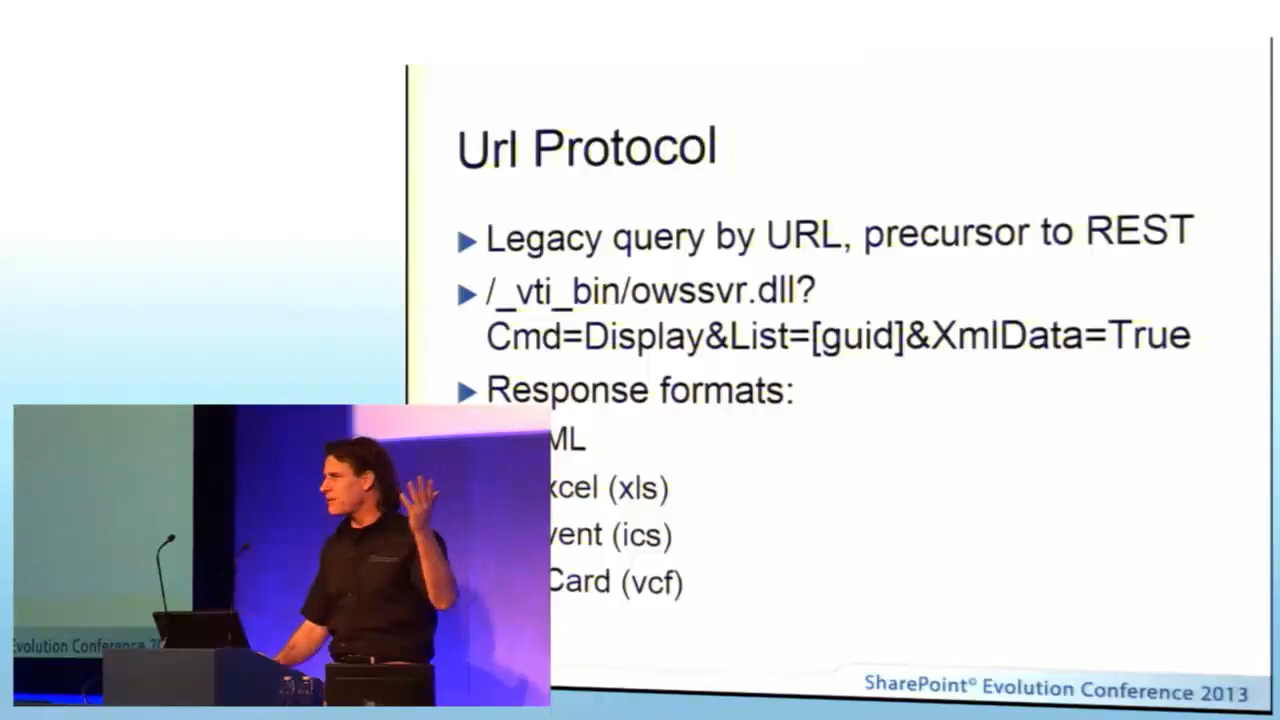 Url Protocol
Legacy query by URL, precursor to REST
/_vti_bin/owssvr.dll?
Cmd=Display&List=[guid]&XmlData=True
Response formats:
ML
xcel (xls)
vent (ics)
Card (vcf)
Evolution Conference 20
SharePoint® Evolution Conference 2013